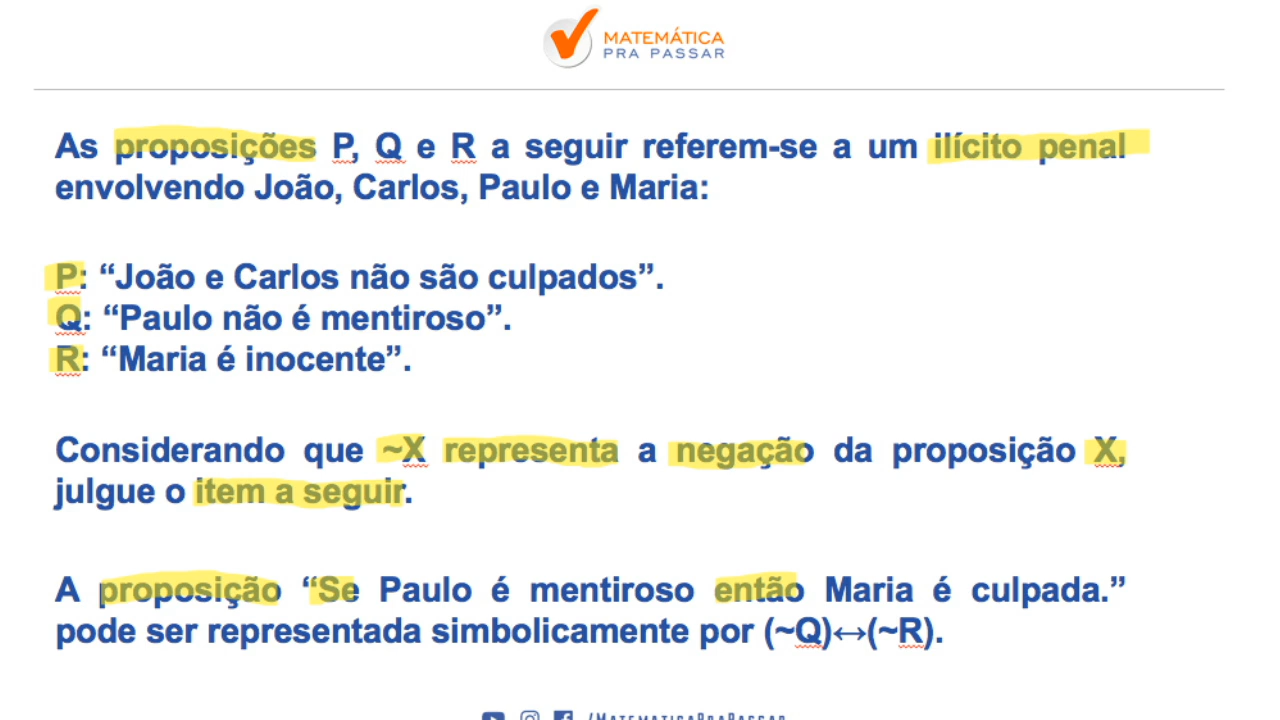 MATEMÁTICA
PRA PASSAR
As proposições P, Q e R a seguir referem-se a um ilícito penal
envolvendo João, Carlos, Paulo e Maria:
P: “João e Carlos não são culpados”.
Q: “Paulo não é mentiroso”.
R: “Maria é inocente”.
Considerando que ~X representa a negação da proposição X,
julgue o item a seguir.
A proposição “Se Paulo é mentiroso então Maria é culpada.”
pode ser representada simbolicamente por (~Q)↔(~R).
/MATEMATICAPRAPASSAR